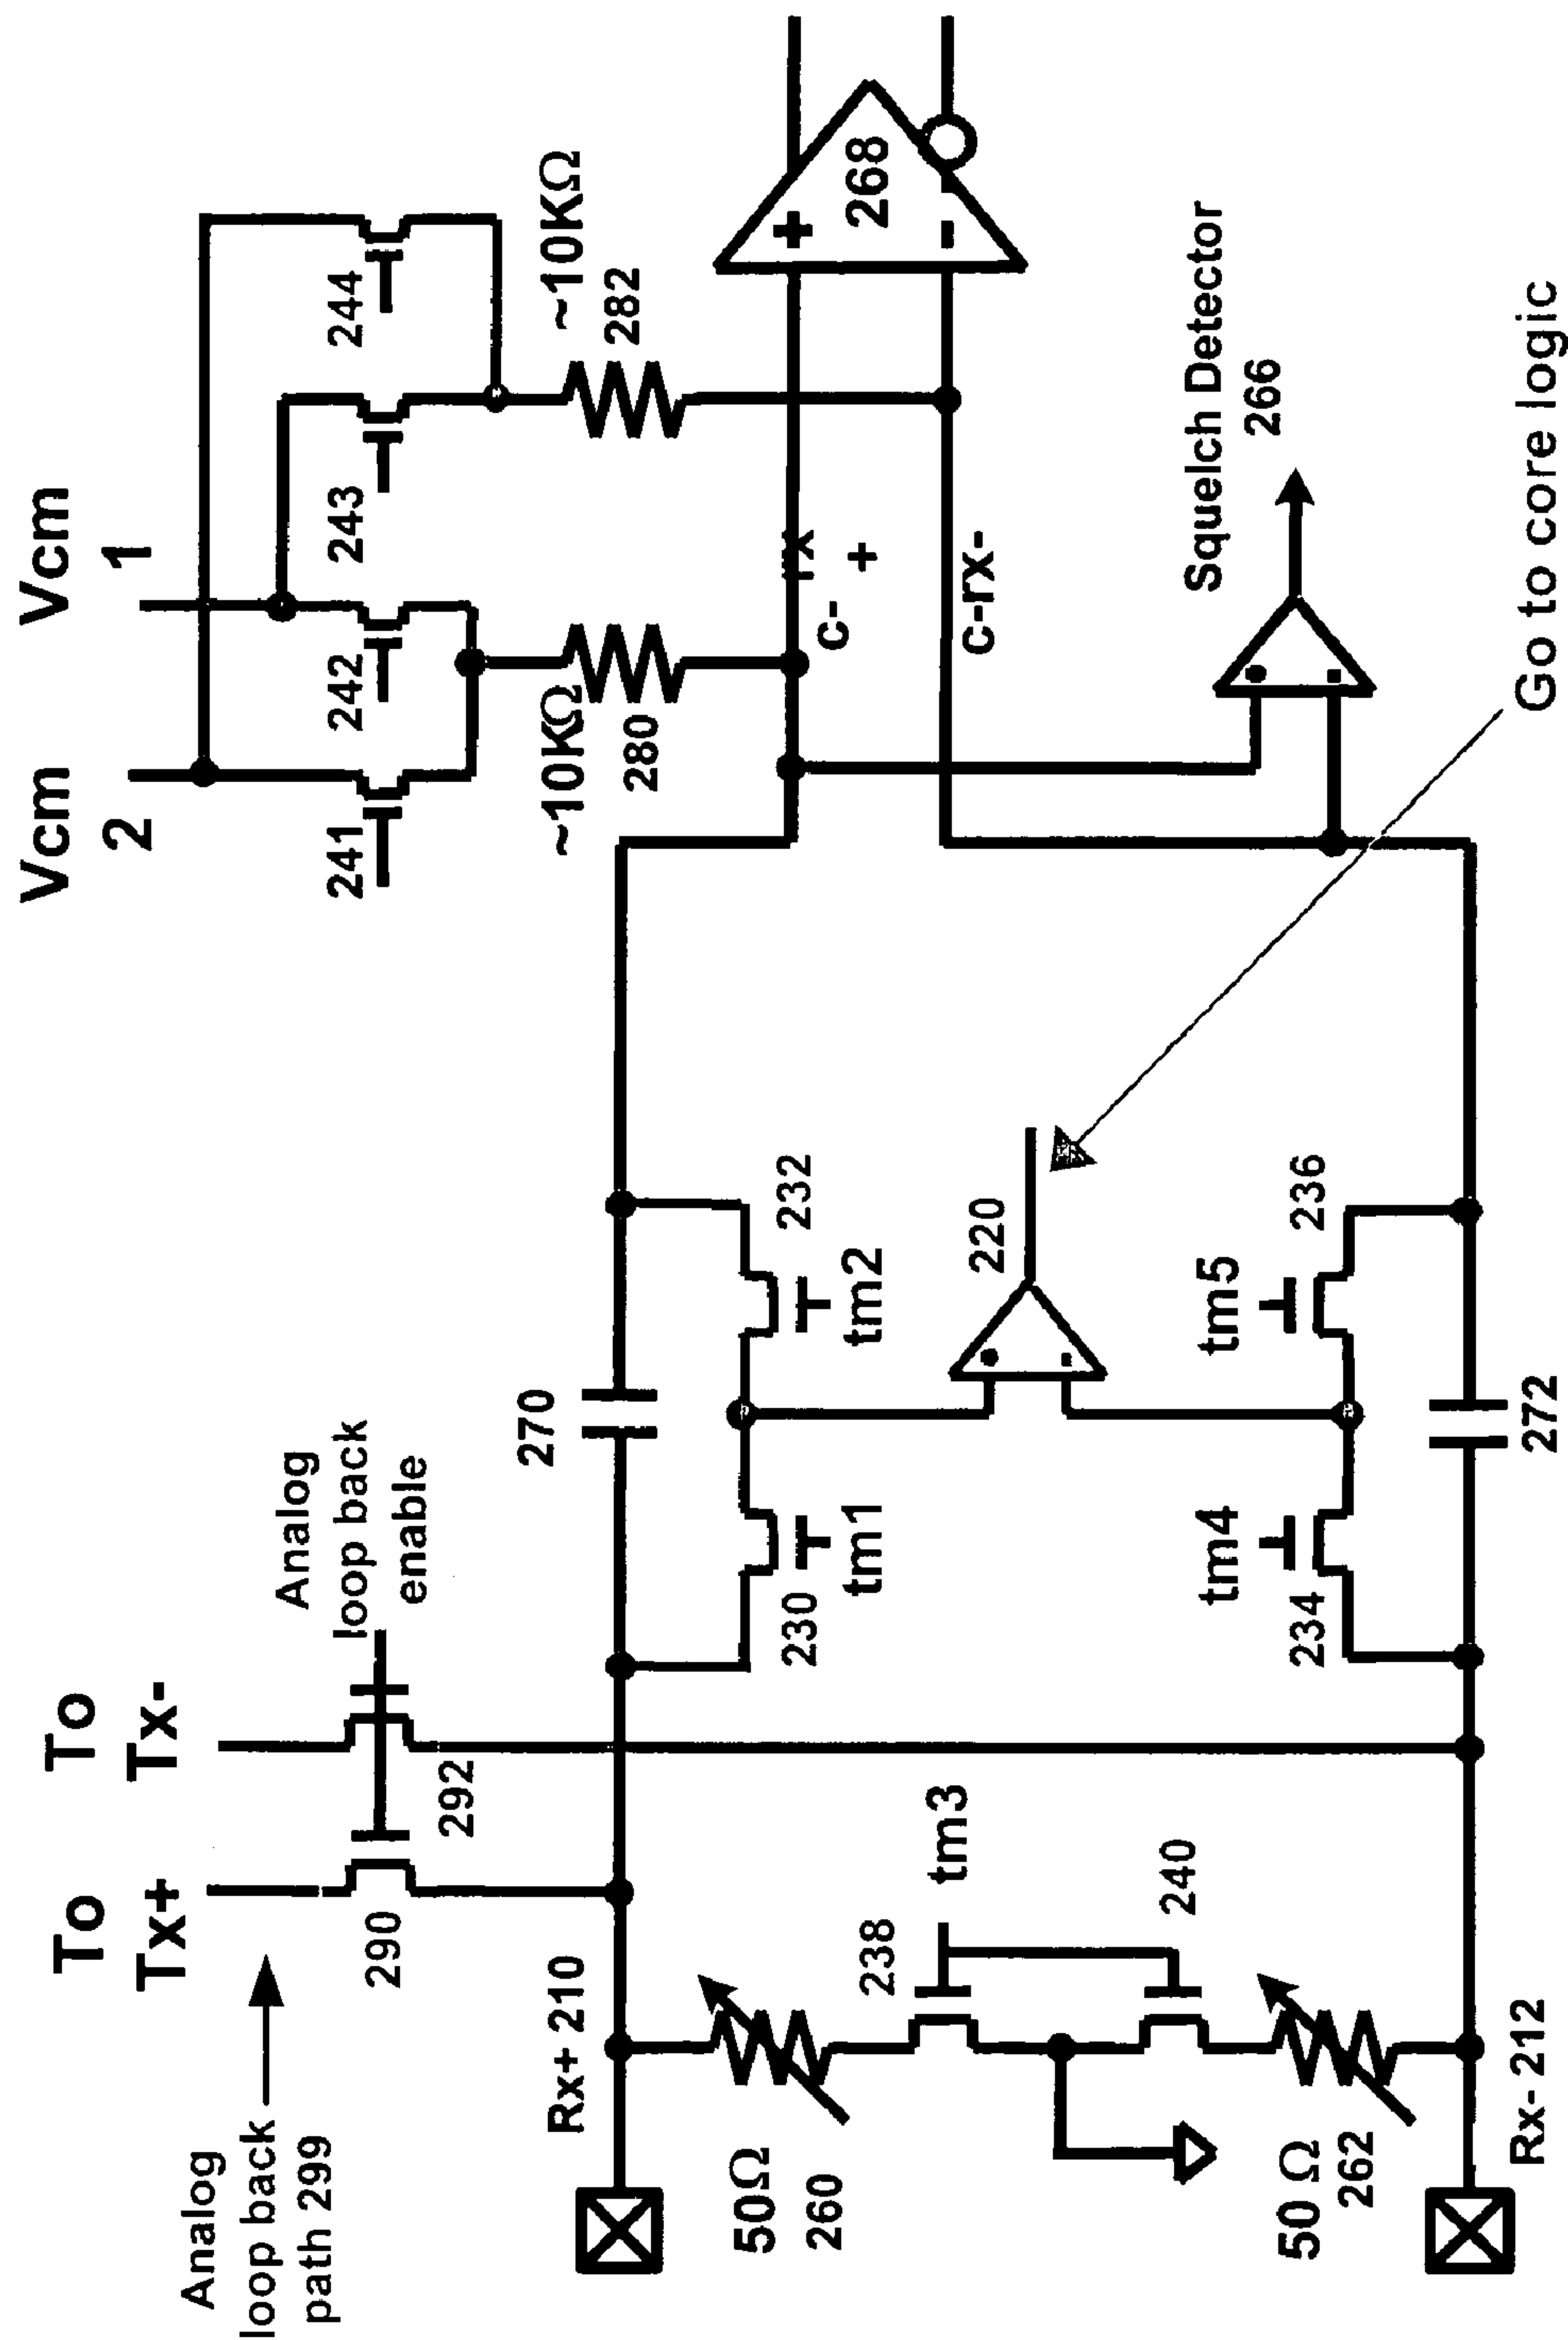 Analog
loop back
path 299
To
Tx+
To
Tx-
Analog
loop back
enable
290
292
Vcm
2
Vcm
1
241
242
243
244
~10KΩ
280
~10KΩ
282
Rx+ 210
270
50Ω
260
238
tm3
240
50 Ω
262
Rx- 212
230
tm1
232
tm2
220
234
tm4
236
tm5
272
c-
rx
+
c-rx-
+
-
268
Squelch Detector
266
Go to core logic